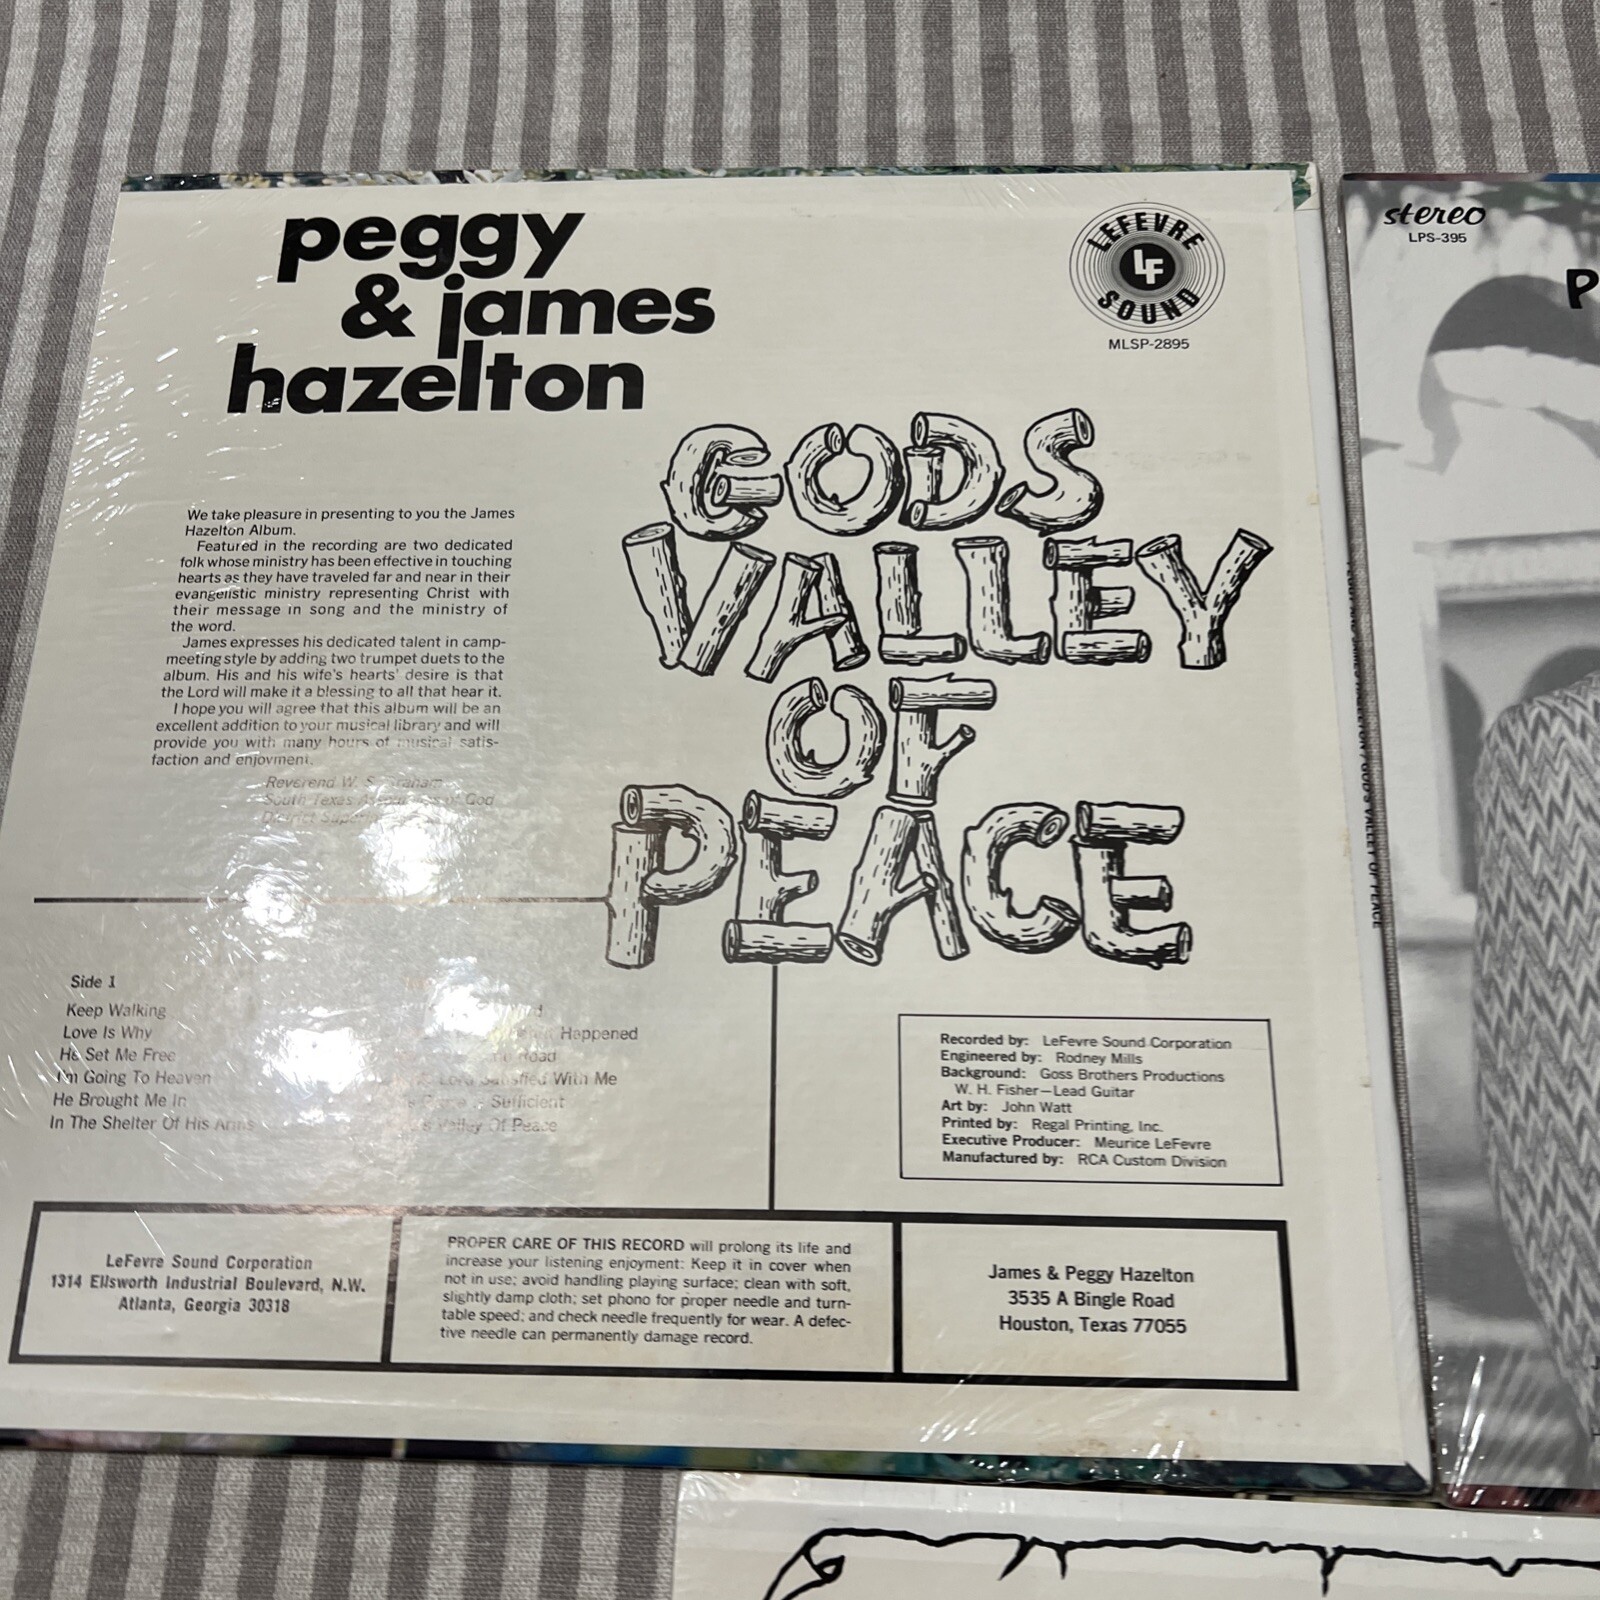 peggy
& james
hazelton
LEFEVRE
LF
SOUND
MLSP-2895
GODS
VALLEY
OF
PEACE
We take pleasure in presenting to you the James
Hazelton Album.
Featured in the recording are two dedicated
folk whose ministry has been effective in touching
hearts as they have traveled far and near in their
evangelistic ministry representing Christ with
their message in song and the ministry of
the word.
James expresses his dedicated talent in camp-
meeting style by adding two trumpet duets to the
album. His and his wife's hearts' desire is that
the Lord will make it a blessing to all that hear it.
I hope you will agree that this album will be an
excellent addition to your musical library and will
provide you with many hours of musical satis-
faction and enjoyment.
Reverend W. S. Graham
South Texas of God
District
Side 1
Keep Walking
Love Is Why
He Set Me Free
I'm Going To Heaven
He Brought Me In
In The Shelter Of His Arms
Happened
Road
Lord Satisfied With Me
Sufficient
Valley Of Peace
Recorded by: LeFevre Sound Corporation
Engineered by: Rodney Mills
Background: Goss Brothers Productions
W. H. Fisher—Lead Guitar
Art by: John Watt
Printed by: Regal Printing, Inc.
Executive Producer: Meurice LeFevre
Manufactured by: RCA Custom Division
LeFevre Sound Corporation
1314 Ellsworth Industrial Boulevard, N.W.
Atlanta, Georgia 30318
PROPER CARE OF THIS RECORD will prolong its life and
increase your listening enjoyment: Keep it in cover when
not in use; avoid handling playing surface; clean with soft,
slightly damp cloth; set phono for proper needle and turn-
table speed; and check needle frequently for wear. A defec-
tive needle can permanently damage record.
James & Peggy Hazelton
3535 A Bingle Road
Houston, Texas 77055
HAZELTON / GOD'S VALLEY OF PEACE
stereo
LPS-395
P